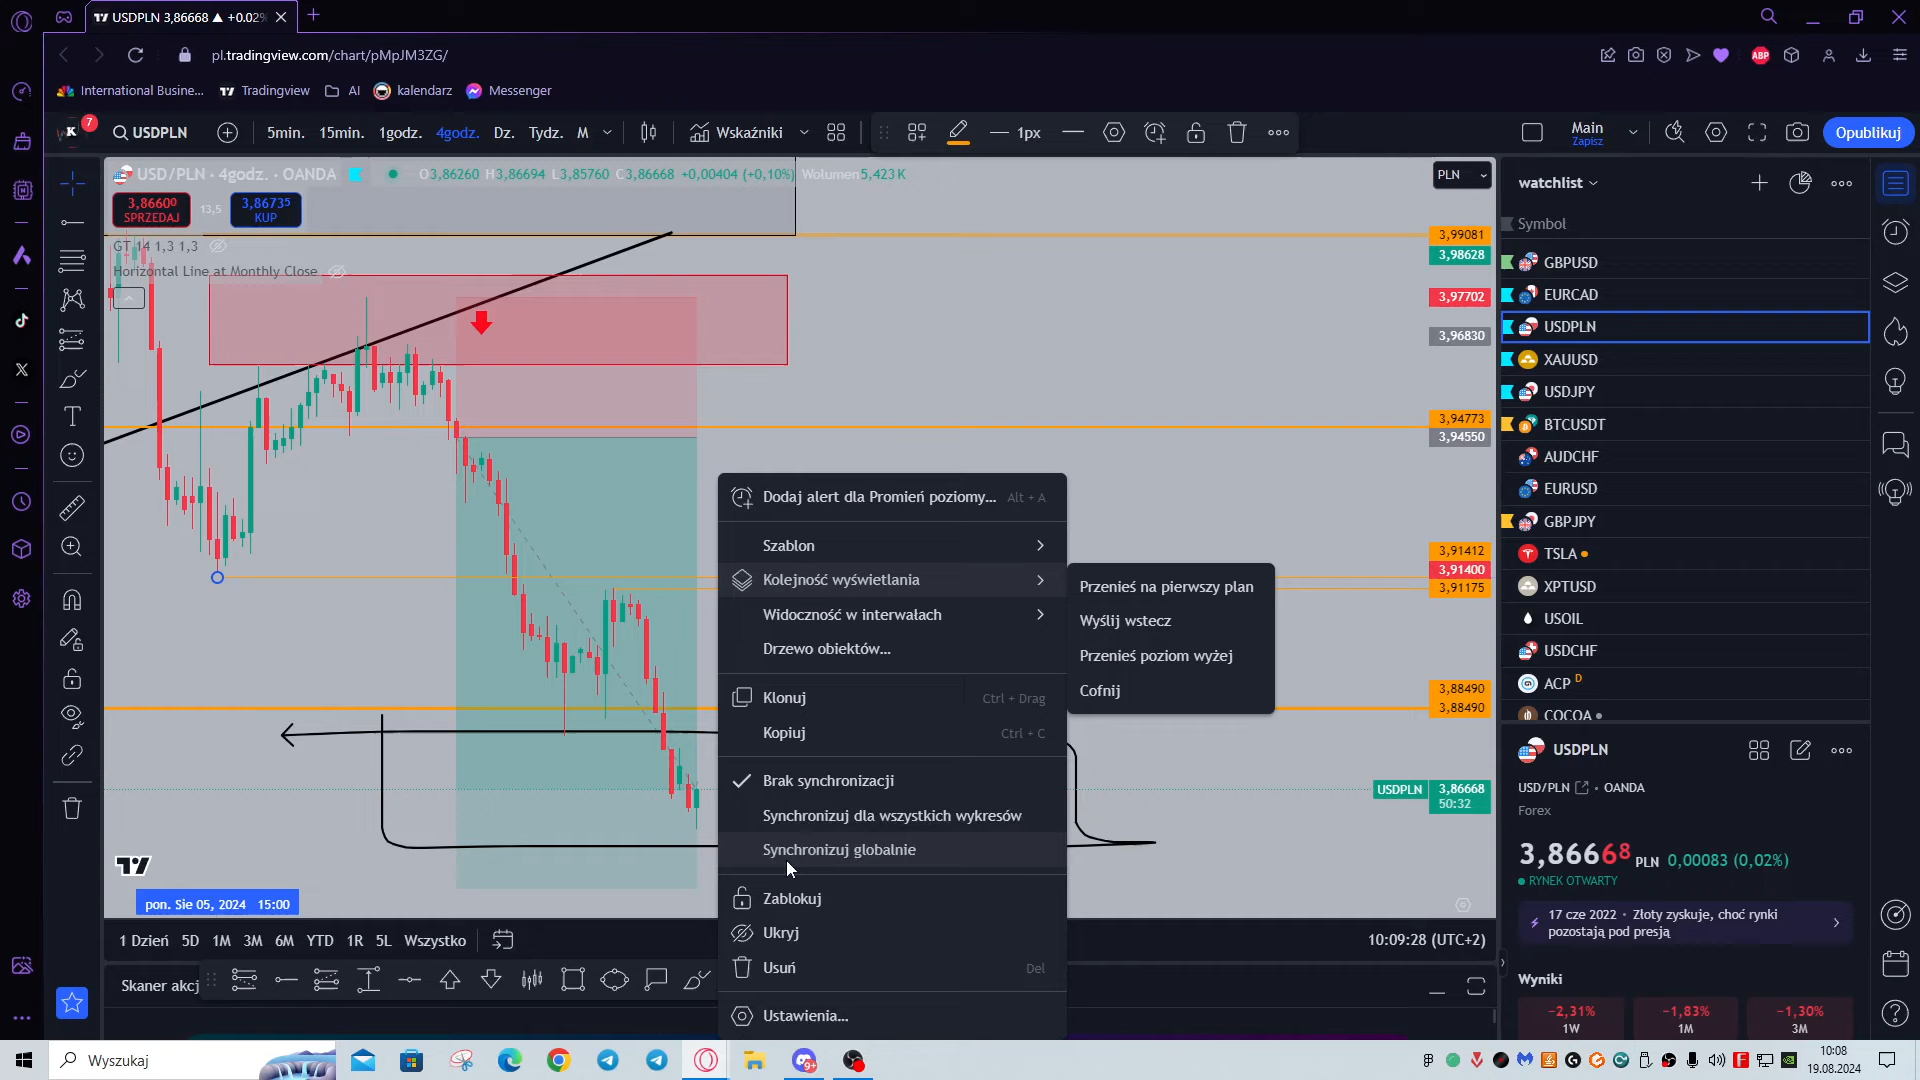 USDPLN 3,86668 ▲ +0.02%
pl.tradingview.com/chart/pMpJM3ZG/
ABP
International Busine...
Tradingview
AI
kalendarz
Messenger
K
7
USDPLN
5min.
15min.
1godz.
4godz.
Dz.
Tydz.
M
Wskaźniki
1px
Main
Zapisz
Opublikuj
USD/PLN · 4godz. · OANDA
O3,86260 H3,86694 L3,85760 C3,86668 +0,00404 (+0,10%) Wolumen5,423K
PLN
3,86600
SPRZEDAJ
13,5
3,86735
KUP
GT 14 1,3 1,3
Horizontal Line at Monthly Close
3,99081
3,98628
3,97702
3,96830
3,94773
3,94550
3,91412
3,91400
3,91175
3,88490
3,88490
USDPLN
3,86668
50:32
Dodaj alert dla Promień poziomy...
Alt + A
Szablon
Kolejność wyświetlania
Widoczność w interwałach
Drzewo obiektów...
Klonuj
Ctrl + Drag
Kopiuj
Ctrl + C
Brak synchronizacji
Synchronizuj dla wszystkich wykresów
Synchronizuj globalnie
Zablokuj
Ukryj
Usuń
Del
Ustawienia...
Przenieś na pierwszy plan
Wyślij wstecz
Przenieś poziom wyżej
Cofnij
pon. Sie 05, 2024 15:00
1 Dzień
5D
1M
3M
6M
YTD
1R
5L
Wszystko
10:09:28 (UTC+2)
Skaner akcj
watchlist
Symbol
GBPUSD
EURCAD
USDPLN
XAUUSD
USDJPY
BTCUSDT
AUDCHF
EURUSD
GBPJPY
TSLA
XPTUSD
USOIL
USDCHF
ACP D
COCOA
USDPLN
USD/PLN
OANDA
Forex
3,86668 PLN 0,00083 (0,02%)
RYNEK OTWARTY
17 cze 2022 · Złoty zyskuje, choć rynki
pozostają pod presją
Wyniki
−2,31%
1W
−1,83%
1M
−1,30%
3M
Wyszukaj
9+
10:08
19.08.2024